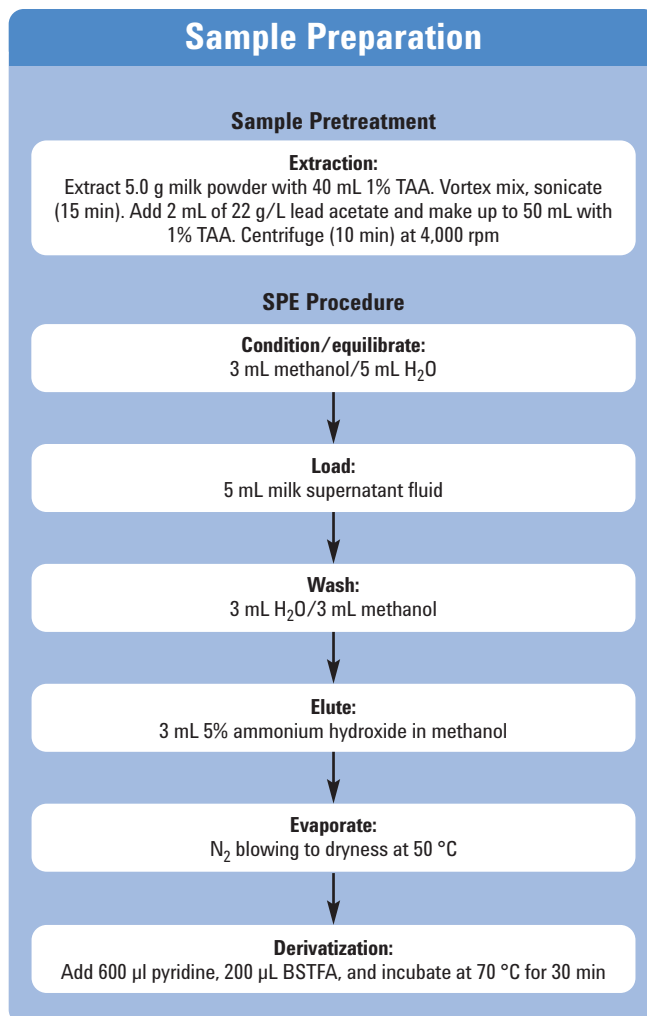 Sample Preparation
Sample Pretreatment
Extraction:
Extract 5.0 g milk powder with 40 mL 1% TAA. Vortex mix, sonicate
(15 min). Add 2 mL of 22 g/L lead acetate and make up to 50 mL with
1% TAA. Centrifuge (10 min) at 4,000 rpm
SPE Procedure
Condition/equilibrate:
3 mL methanol/5 mL H₂O
Load:
5 mL milk supernatant fluid
Wash:
3 mL H₂O/3 mL methanol
Elute:
3 mL 5% ammonium hydroxide in methanol
Evaporate:
N₂ blowing to dryness at 50 °C
Derivatization:
Add 600 µl pyridine, 200 µL BSTFA, and incubate at 70 °C for 30 min